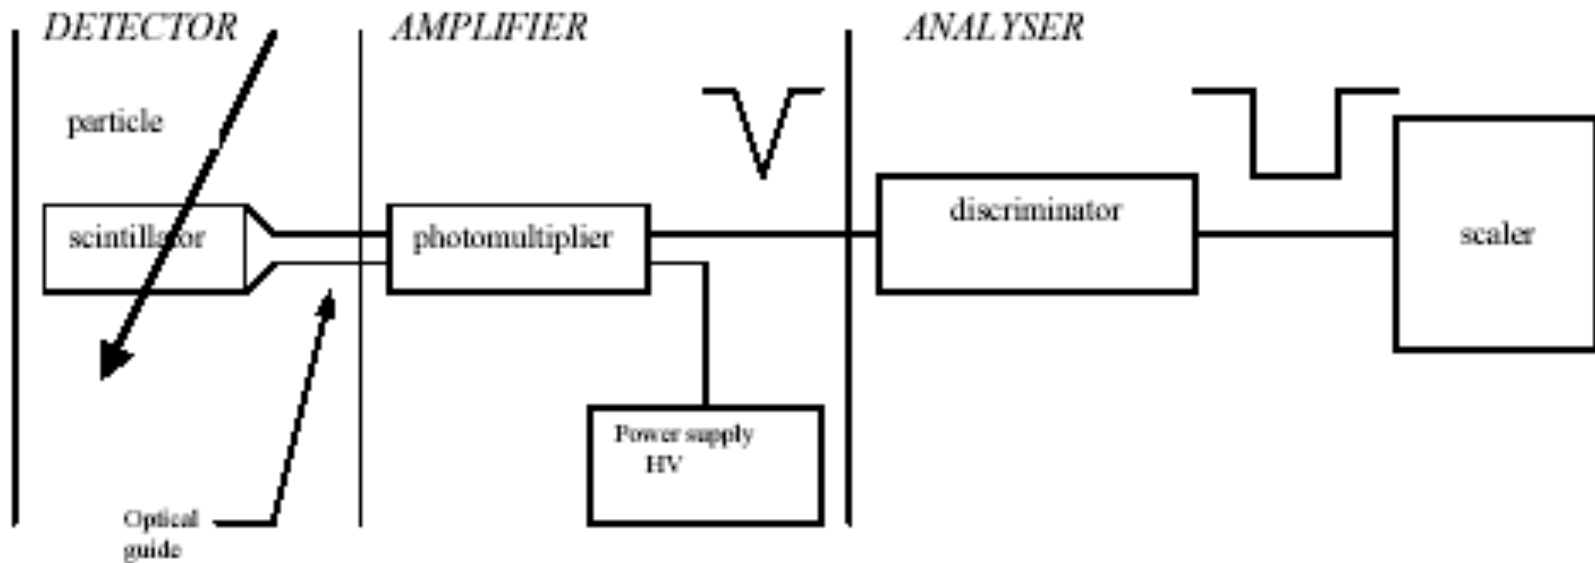 DETECTOR
AMPLIFIER
ANALYSER
particle
scintillator
photomultiplier
discriminator
scaler
Power supply
HV
Optical
guide